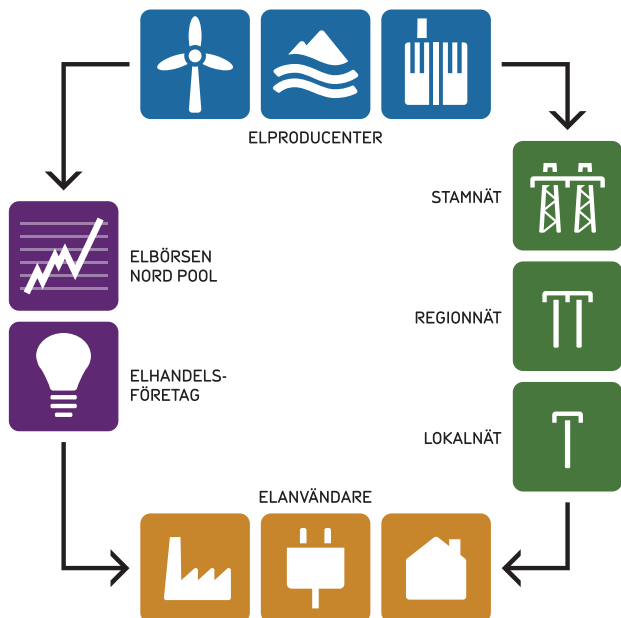 ELPRODUCENTER
STAMNÄT
ELBÖRSEN
NORD POOL
REGIONNÄT
ELHANDELS-
FÖRETAG
LOKALNÄT
ELANVÄNDARE